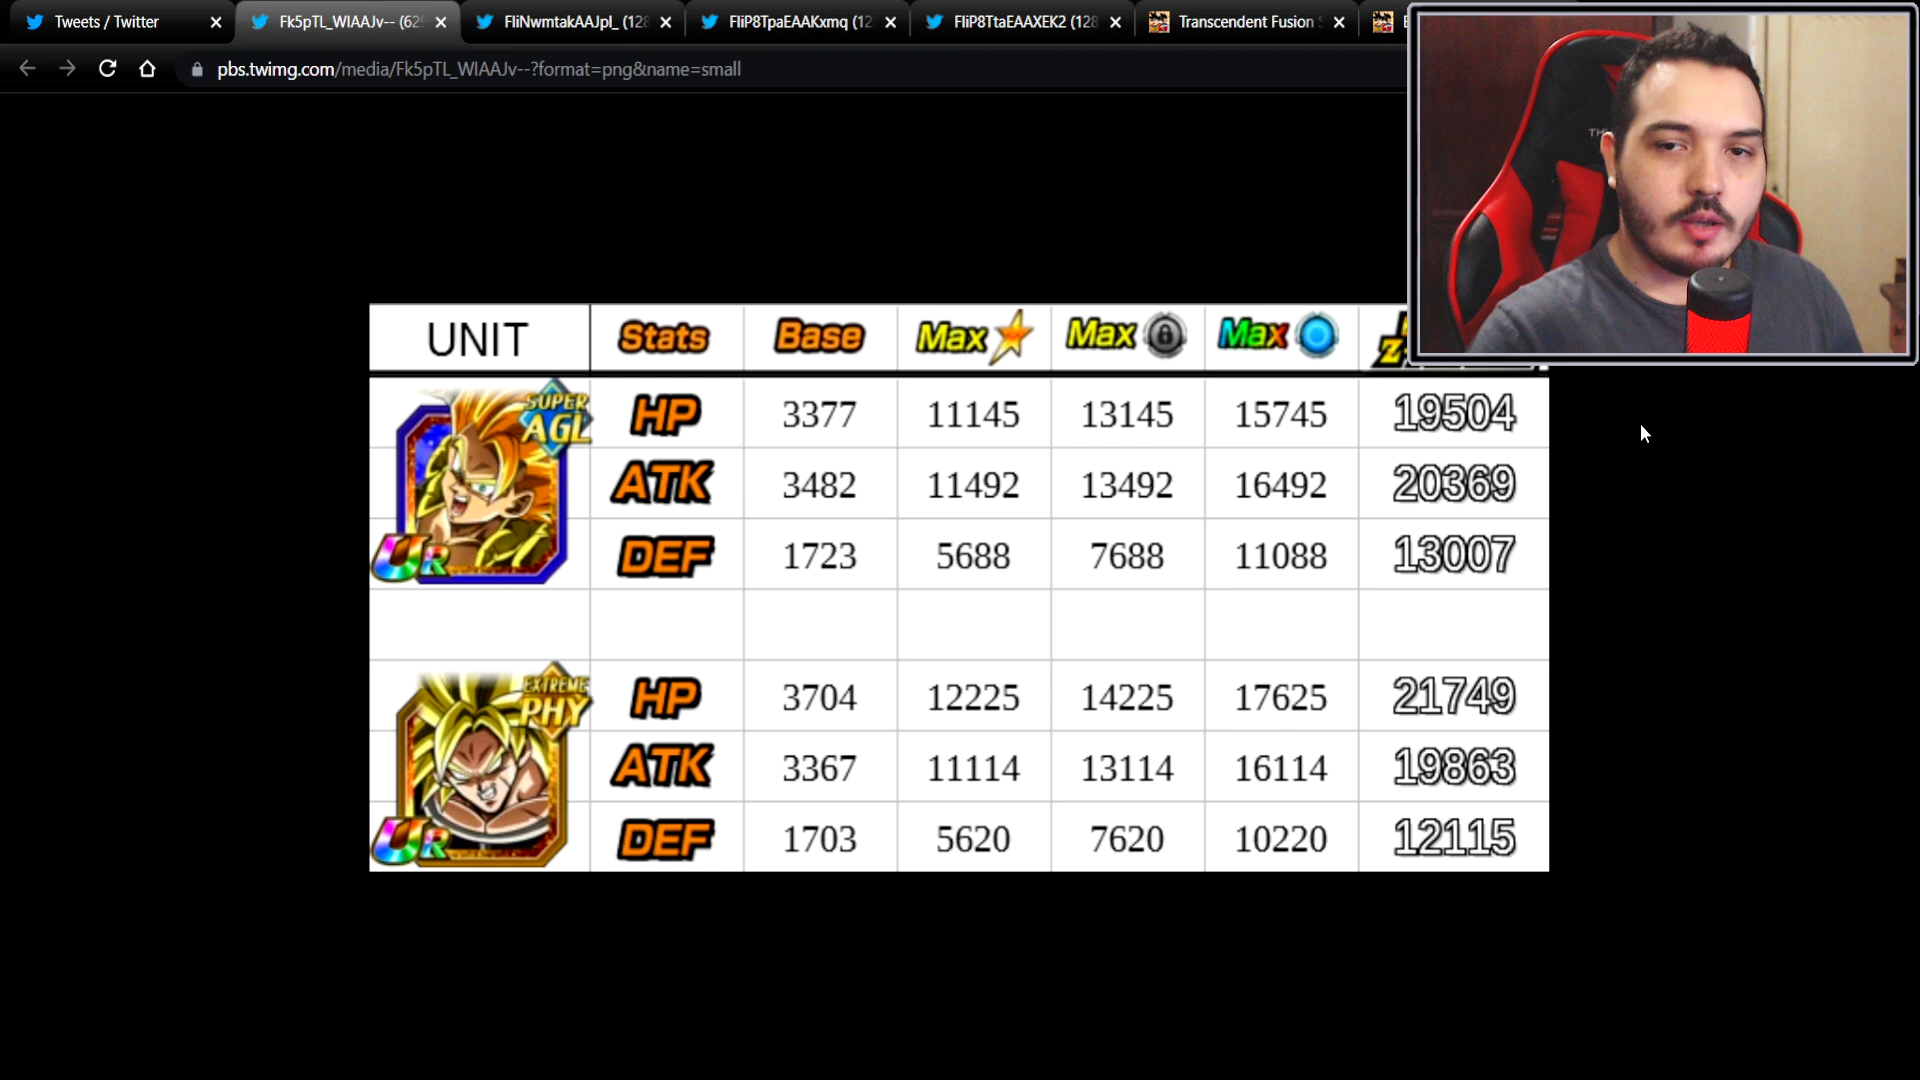 Tweets / Twitter
Fk5pTL_WIAAJv-- (62
FliNwmtakAAJpl_ (128
FliP8TpaEAAKxmq (12
FliP8TtaEAAXEK2 (128
Transcendent Fusion
pbs.twimg.com/media/Fk5pTL_WIAAJv--?format=png&name=small
UNIT Stats Base Max Max Max Z
SUPER AGL
UR
HP 3377 11145 13145 15745 19504
ATK 3482 11492 13492 16492 20369
DEF 1723 5688 7688 11088 13007
EXTREME PHY
UR
HP 3704 12225 14225 17625 21749
ATK 3367 11114 13114 16114 19863
DEF 1703 5620 7620 10220 12115